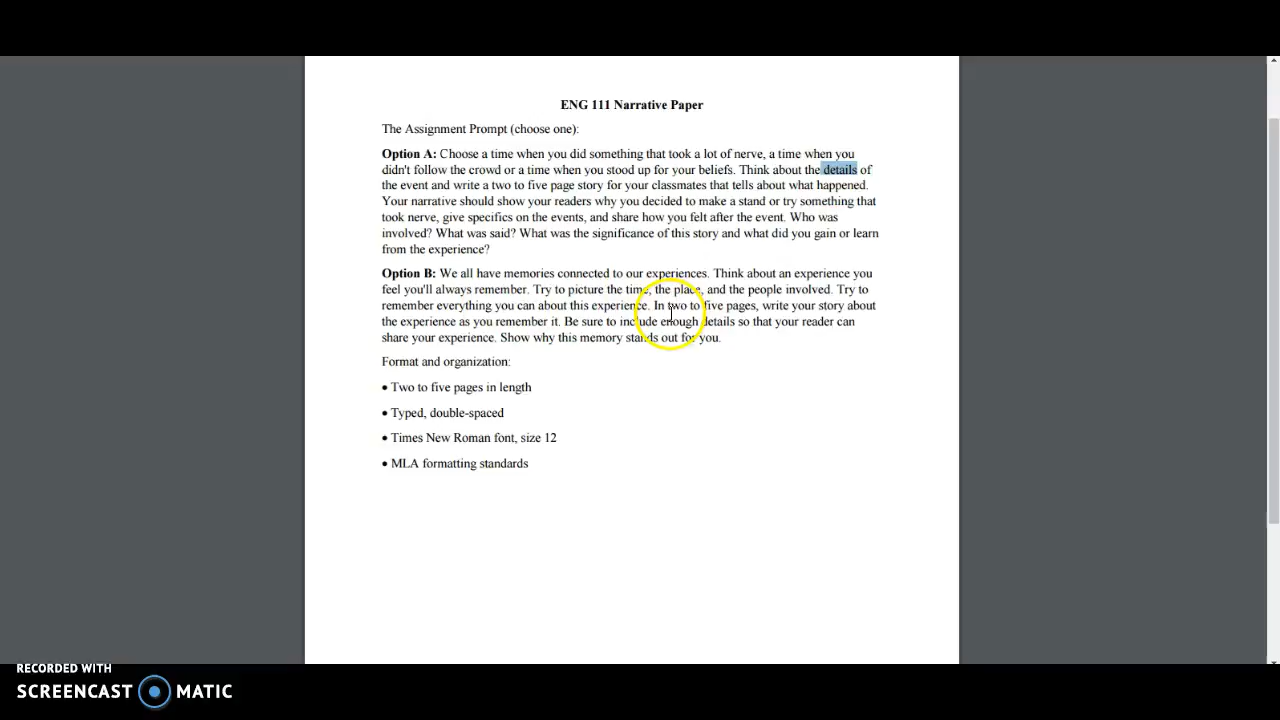 ENG 111 Narrative Paper
The Assignment Prompt (choose one):
Option A: Choose a time when you did something that took a lot of nerve, a time when you
didn't follow the crowd or a time when you stood up for your beliefs. Think about the details of
the event and write a two to five page story for your classmates that tells about what happened.
Your narrative should show your readers why you decided to make a stand or try something that
took nerve, give specifics on the events, and share how you felt after the event. Who was
involved? What was said? What was the significance of this story and what did you gain or learn
from the experience?
Option B: We all have memories connected to our experiences. Think about an experience you
feel you'll always remember. Try to picture the time, the place, and the people involved. Try to
remember everything you can about this experience. In two to five pages, write your story about
the experience as you remember it. Be sure to include enough details so that your reader can
share your experience. Show why this memory stands out for you.
Format and organization:
• Two to five pages in length
• Typed, double-spaced
• Times New Roman font, size 12
• MLA formatting standards
RECORDED WITH
SCREENCAST MATIC